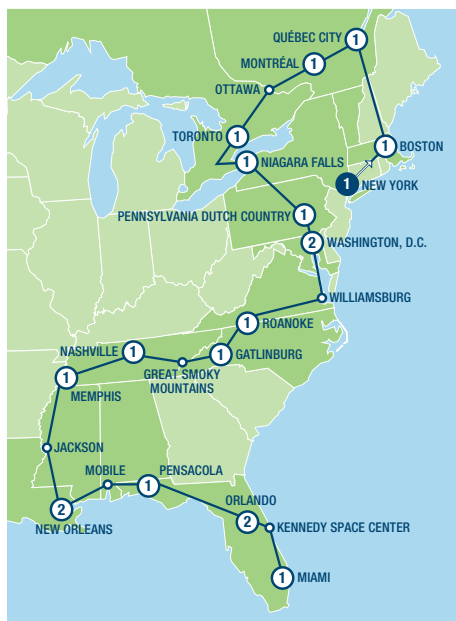 QUÉBEC CITY
1
MONTRÉAL
1
OTTAWA
TORONTO
1
1
BOSTON
1
NIAGARA FALLS
1
NEW YORK
PENNSYLVANIA DUTCH COUNTRY
1
2
WASHINGTON, D.C.
WILLIAMSBURG
1
ROANOKE
NASHVILLE
1
1
GATLINBURG
GREAT SMOKY
MOUNTAINS
1
MEMPHIS
JACKSON
MOBILE
PENSACOLA
1
ORLANDO
2
NEW ORLEANS
2
KENNEDY SPACE CENTER
1
MIAMI